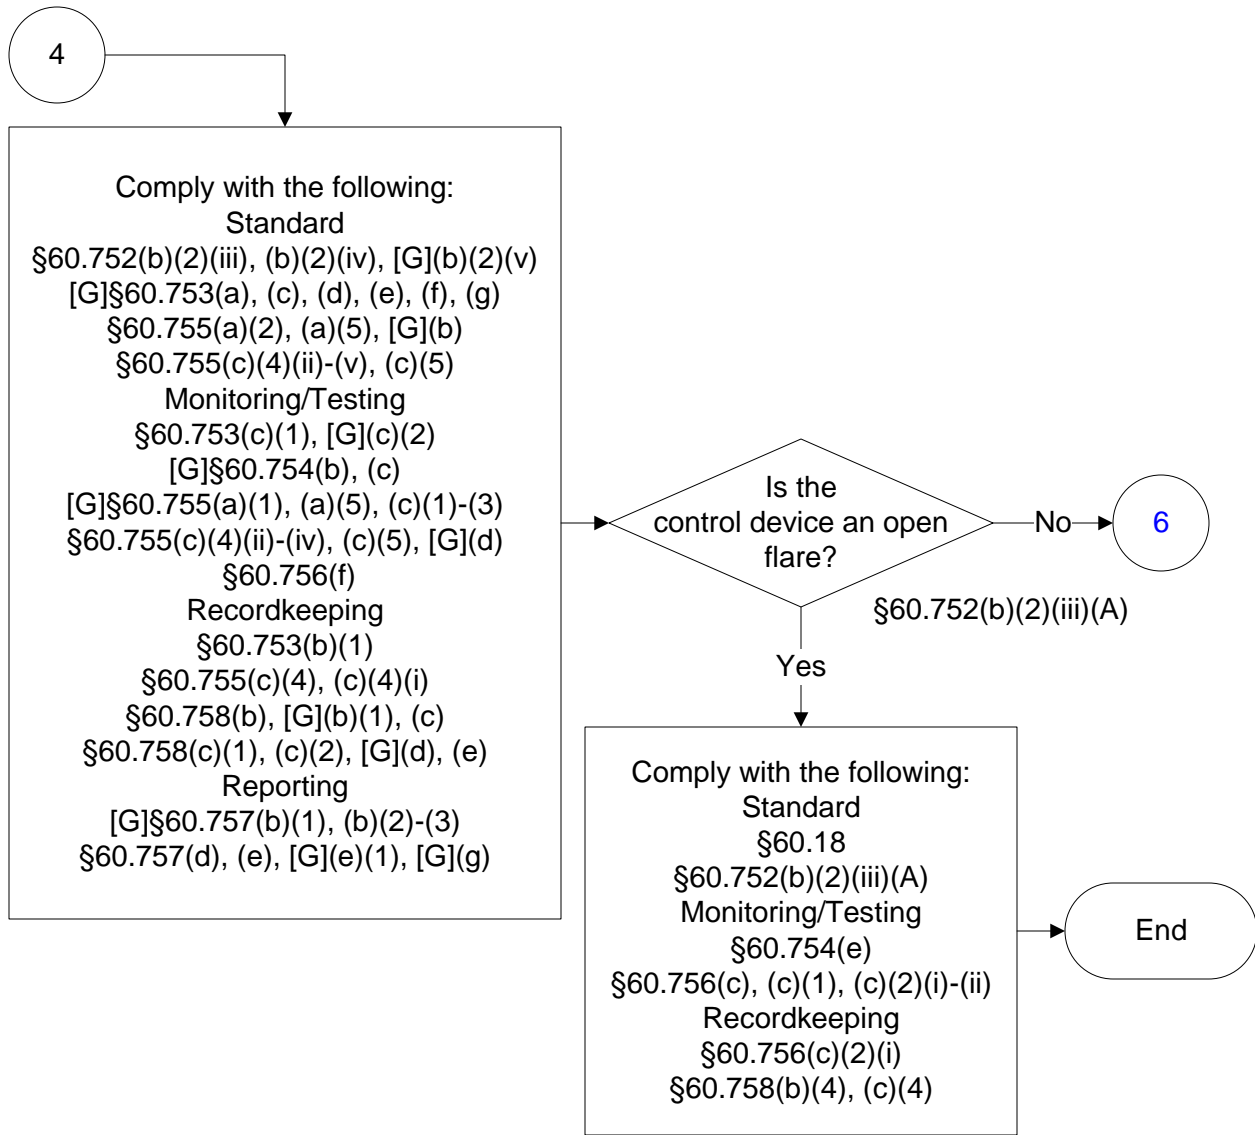 4
Comply with the following:
Standard
§60.752(b)(2)(iii), (b)(2)(iv), [G](b)(2)(v)
[G]§60.753(a), (c), (d), (e), (f), (g)
§60.755(a)(2), (a)(5), [G](b)
§60.755(c)(4)(ii)-(v), (c)(5)
Monitoring/Testing
§60.753(c)(1), [G](c)(2)
[G]§60.754(b), (c)
[G]§60.755(a)(1), (a)(5), (c)(1)-(3)
§60.755(c)(4)(ii)-(iv), (c)(5), [G](d)
§60.756(f)
Recordkeeping
§60.753(b)(1)
§60.755(c)(4), (c)(4)(i)
§60.758(b), [G](b)(1), (c)
§60.758(c)(1), (c)(2), [G](d), (e)
Reporting
[G]§60.757(b)(1), (b)(2)-(3)
§60.757(d), (e), [G](e)(1), [G](g)
Is the
control device an open
flare?
No
6
§60.752(b)(2)(iii)(A)
Yes
Comply with the following:
Standard
§60.18
§60.752(b)(2)(iii)(A)
Monitoring/Testing
§60.754(e)
§60.756(c), (c)(1), (c)(2)(i)-(ii)
Recordkeeping
§60.756(c)(2)(i)
§60.758(b)(4), (c)(4)
End